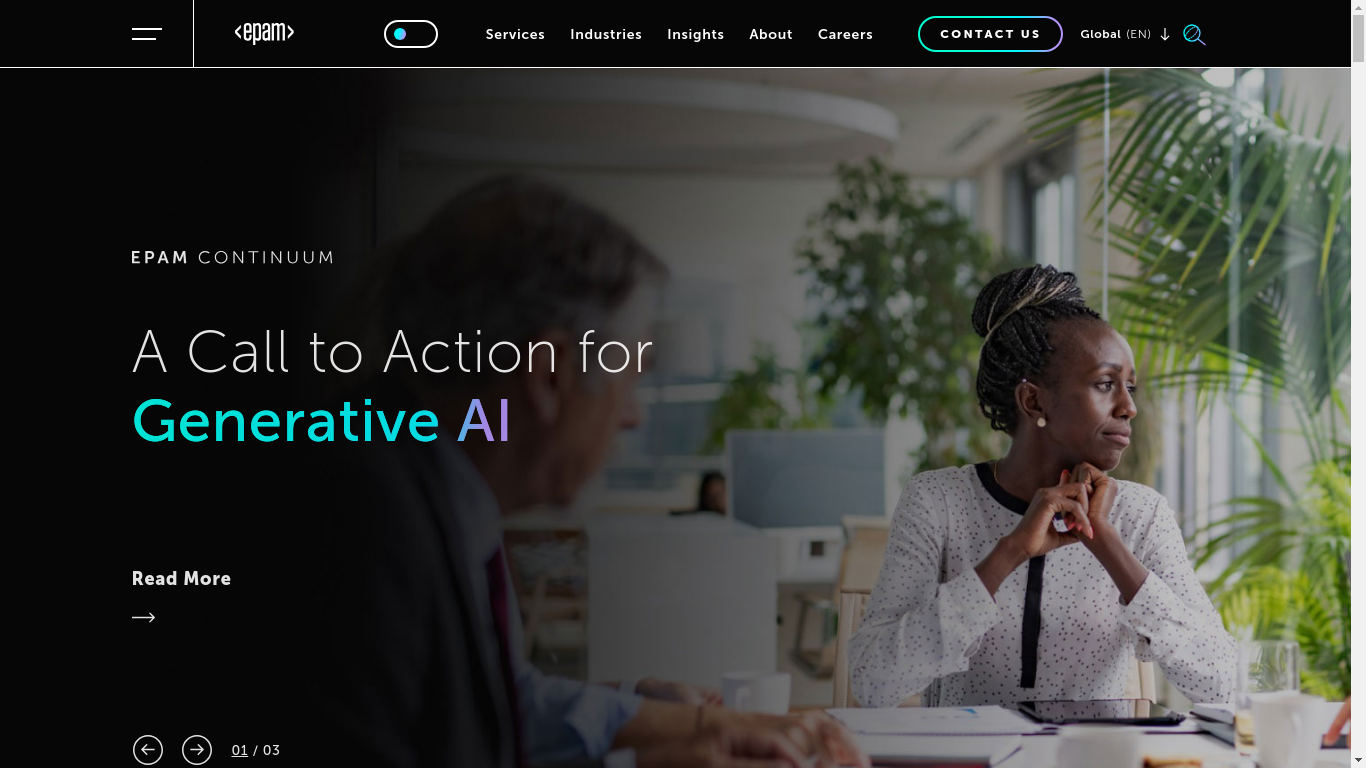 <epam>
Services
Industries
Insights
About
Careers
CONTACT US
Global (EN)
EPAM CONTINUUM
A Call to Action for
Generative AI
Read More
01 / 03